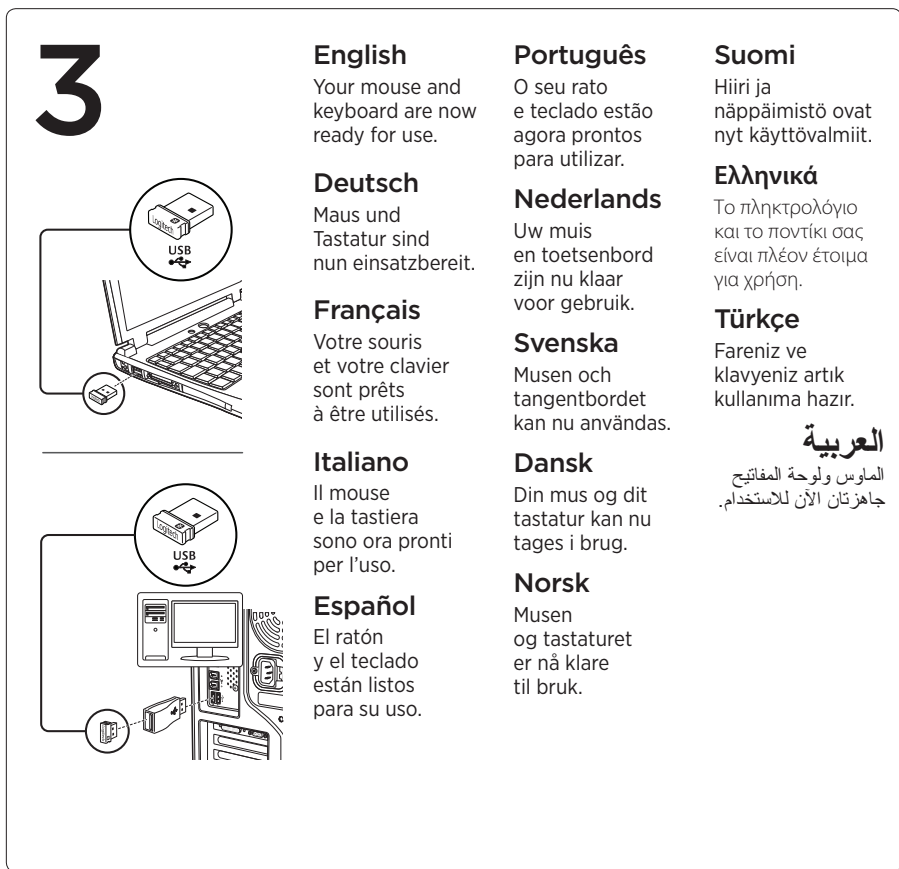 3
Logitech
USB
Logitech
USB
English
Your mouse and
keyboard are now
ready for use.
Deutsch
Maus und
Tastatur sind
nun einsatzbereit.
Français
Votre souris
et votre clavier
sont prêts
à être utilisés.
Italiano
Il mouse
e la tastiera
sono ora pronti
per l’uso.
Español
El ratón
y el teclado
están listos
para su uso.
Português
O seu rato
e teclado estão
agora prontos
para utilizar.
Nederlands
Uw muis
en toetsenbord
zijn nu klaar
voor gebruik.
Svenska
Musen och
tangentbordet
kan nu användas.
Dansk
Din mus og dit
tastatur kan nu
tages i brug.
Norsk
Musen
og tastaturet
er nå klare
til bruk.
Suomi
Hiiri ja
näppäimistö ovat
nyt käyttövalmiit.
Ελληνικά
Το πληκτρολόγιο
και το ποντίκι σας
είναι πλέον έτοιμα
για χρήση.
Türkçe
Fareniz ve
klavyeniz artık
kullanıma hazır.
العربية
الماوس ولوحة المفاتيح
جاهزتان الآن للاستخدام.